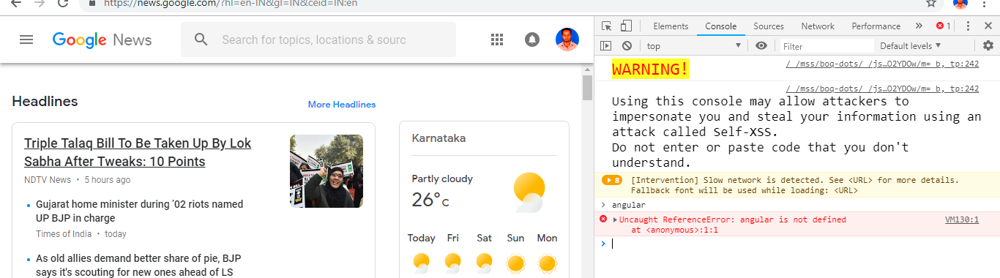 https://news.google.com/?hl=en-IN&gl=IN&ceid=IN:en
Google News
Search for topics, locations & sourc
Headlines
More Headlines
Triple Talaq Bill To Be Taken Up By Lok
Sabha After Tweaks: 10 Points
NDTV News • 5 hours ago
• Gujarat home minister during ’02 riots named
UP BJP in charge
Times of India • today
• As old allies demand better share of pie, BJP
says it's scouting for new ones ahead of LS
Karnataka
Partly cloudy
26°C
Today Fri Sat Sun Mon
Elements Console Sources Network Performance » 1
top Filter Default levels
WARNING! / /mss/boq-dots/ /js…O2YDOw/m= b, tp:242
/ /mss/boq-dots/ /js…O2YDOw/m= b, tp:242
Using this console may allow attackers to
impersonate you and steal your information using an
attack called Self-XSS.
Do not enter or paste code that you don't
understand.
8 [Intervention] Slow network is detected. See <URL> for more details.
Fallback font will be used while loading: <URL>
> angular
Uncaught ReferenceError: angular is not defined VM130:1
at <anonymous>:1:1
>